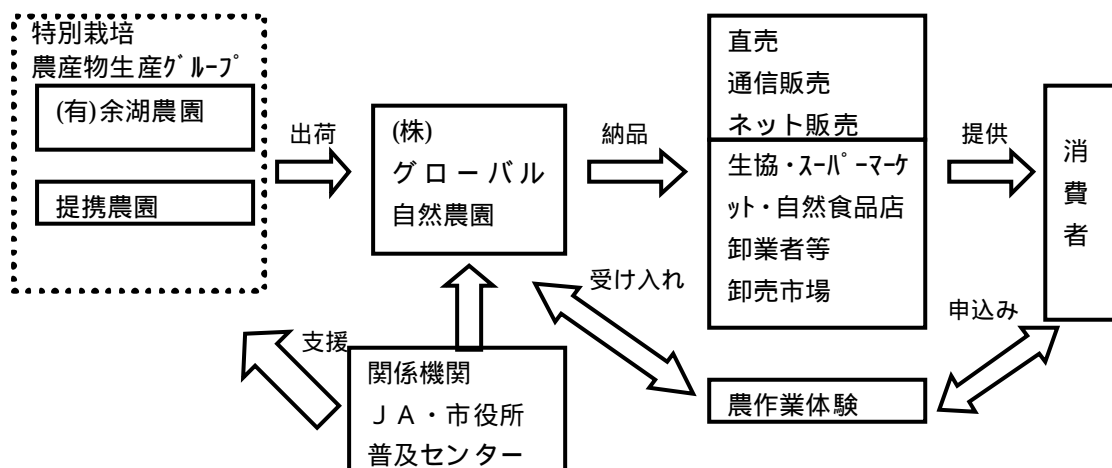 特別栽培
農産物生産ｸﾞﾙｰﾌﾟ
(有)余湖農園
提携農園
出荷
(株)
グローバル
自然農園
納品
直売
通信販売
ネット販売
生協・ｽｰﾊﾟｰﾏｰｹ
ｯﾄ・自然食品店
卸業者等
卸売市場
提供
消
費
者
受け入れ
申込み
支援
関係機関
ＪＡ・市役所
普及センター
農作業体験